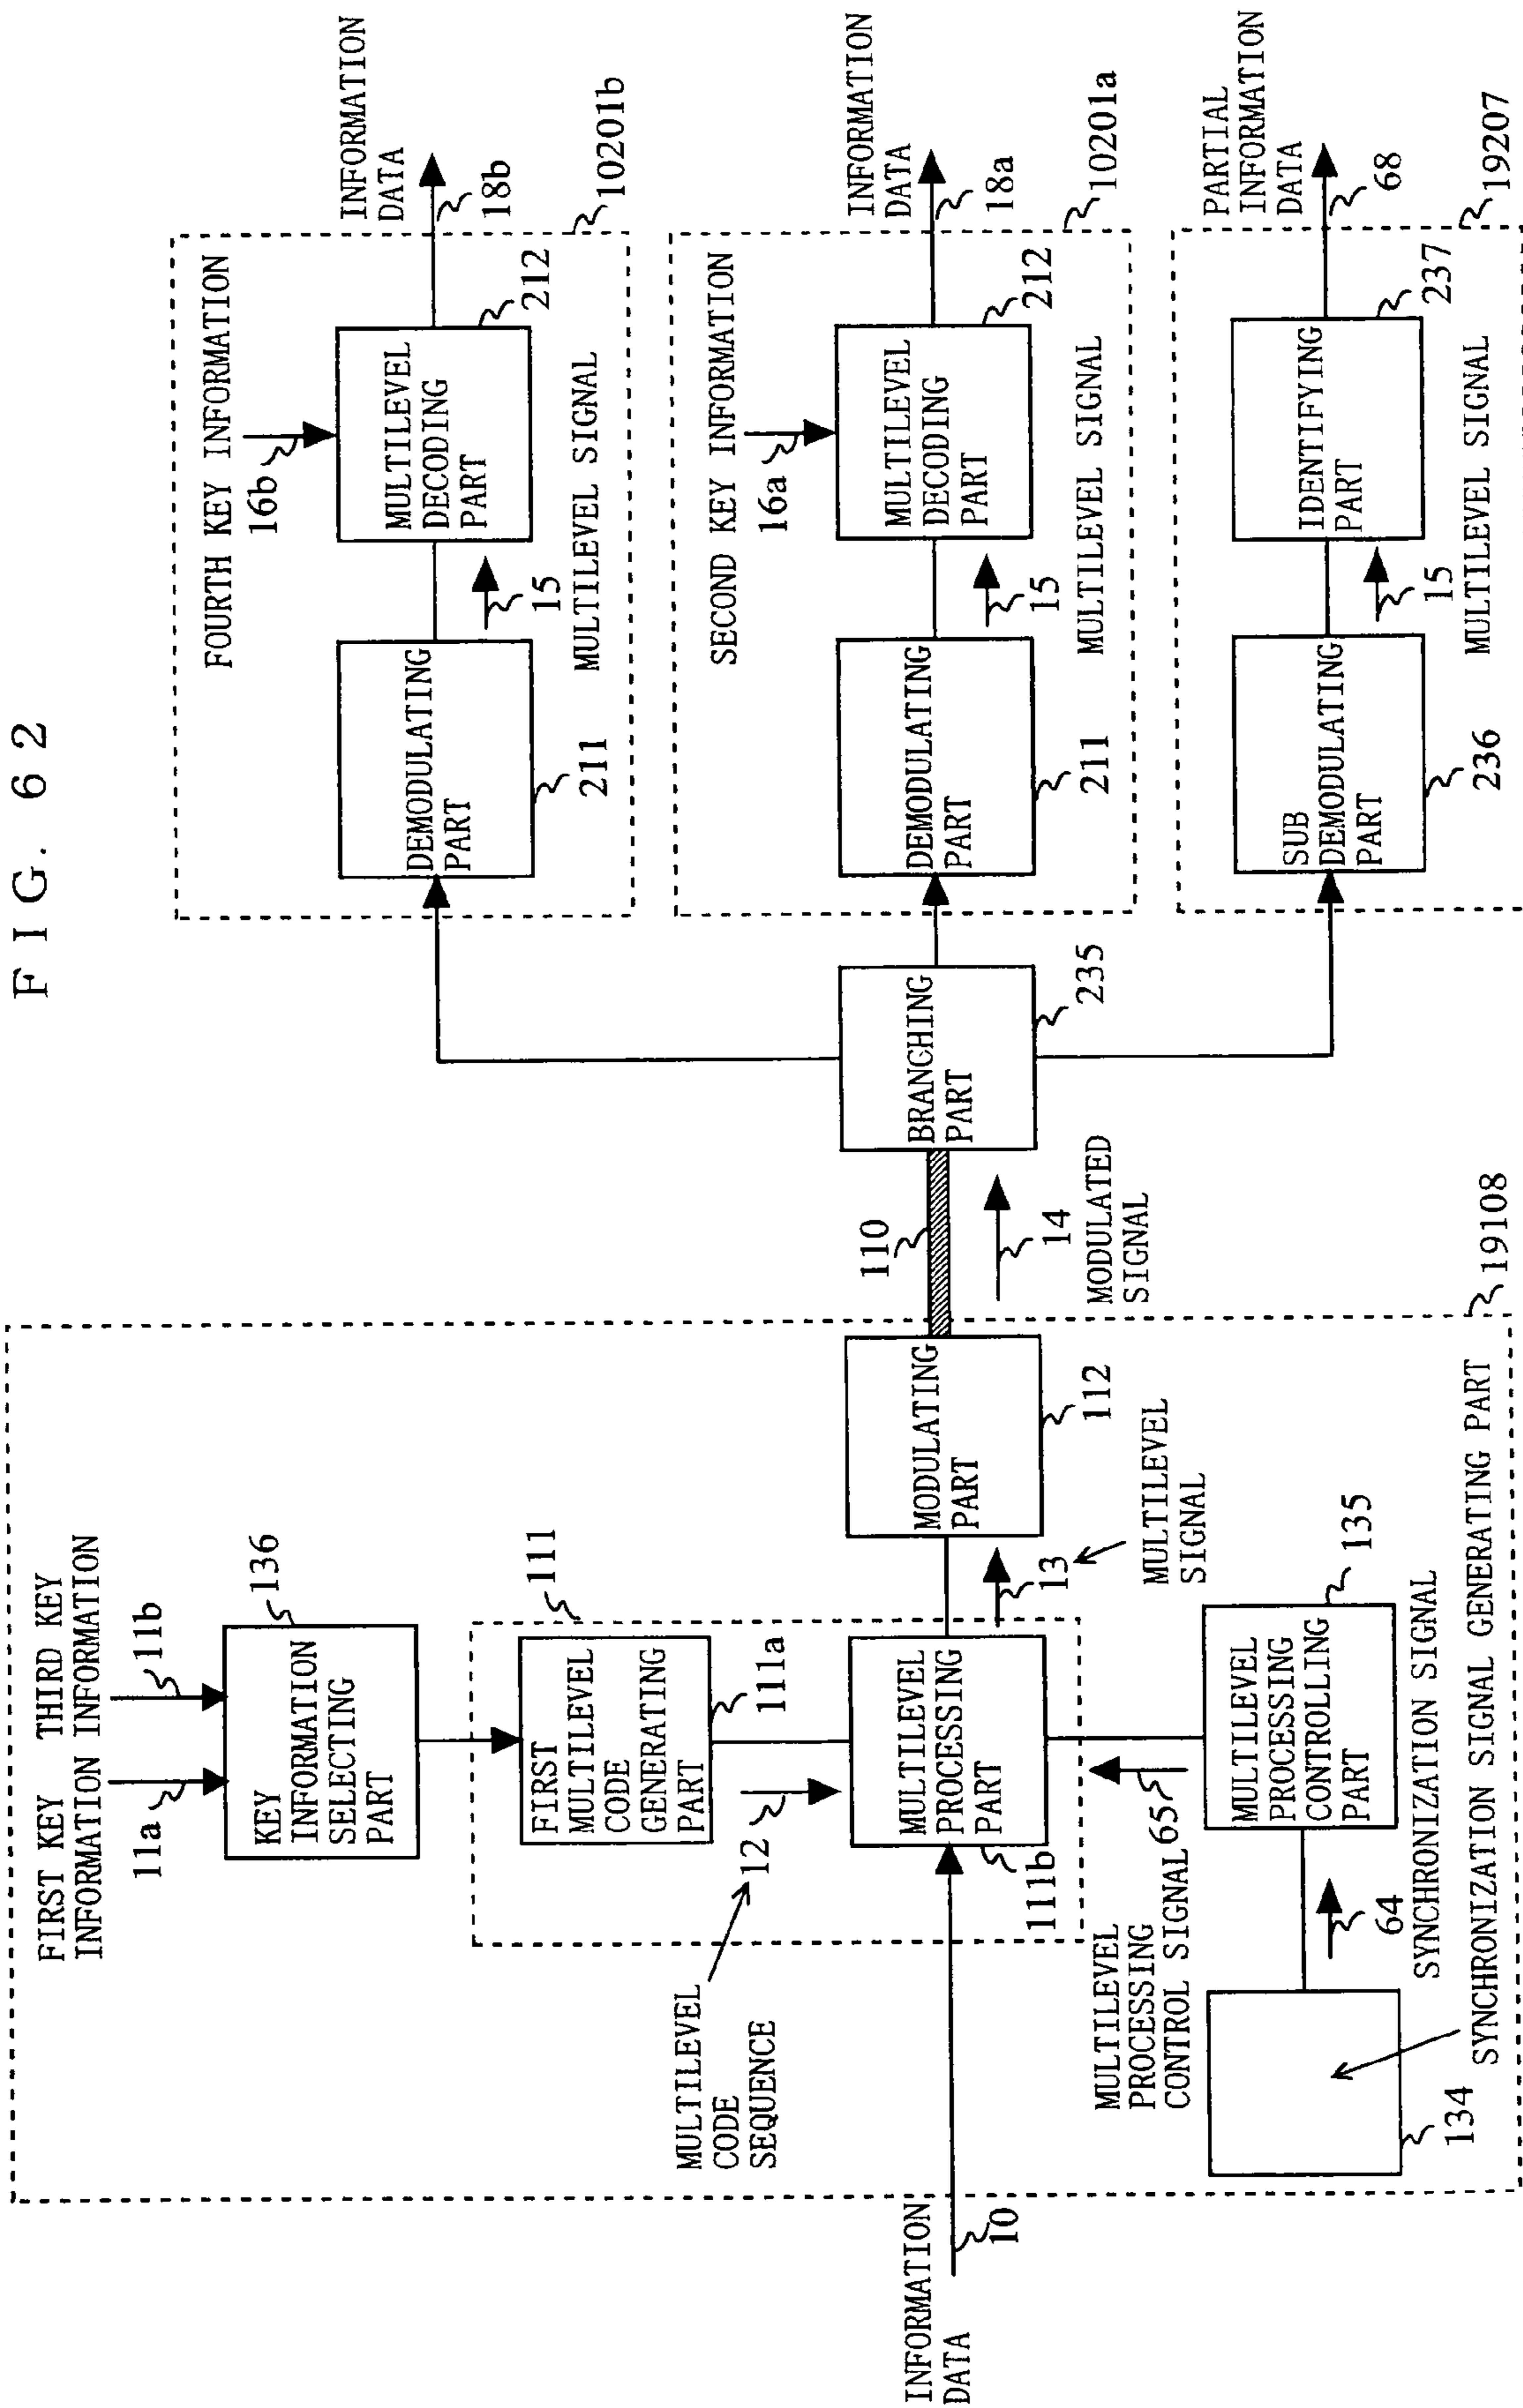 FIG. 62
FIRST KEY
INFORMATION
THIRD KEY
INFORMATION
11a
11b
KEY
INFORMATION
SELECTING
PART
136
111
FIRST
MULTILEVEL
CODE
GENERATING
PART
111a
MULTILEVEL
CODE
SEQUENCE
12
INFORMATION
DATA
10
MULTILEVEL
PROCESSING
PART
111b
13
MULTILEVEL
SIGNAL
MODULATING
PART
112
MULTILEVEL
PROCESSING
CONTROL SIGNAL
65
MULTILEVEL
PROCESSING
CONTROLLING
PART
135
134
64
SYNCHRONIZATION SIGNAL
SYNCHRONIZATION SIGNAL GENERATING PART
19108
110
14
MODULATED
SIGNAL
BRANCHING
PART
235
FOURTH KEY INFORMATION
16b
DEMODULATING
PART
211
15
MULTILEVEL SIGNAL
MULTILEVEL
DECODING
PART
212
INFORMATION
DATA
18b
10201b
SECOND KEY INFORMATION
16a
DEMODULATING
PART
211
15
MULTILEVEL SIGNAL
MULTILEVEL
DECODING
PART
212
INFORMATION
DATA
18a
10201a
SUB
DEMODULATING
PART
236
15
MULTILEVEL SIGNAL
IDENTIFYING
PART
237
PARTIAL
INFORMATION
DATA
68
19207